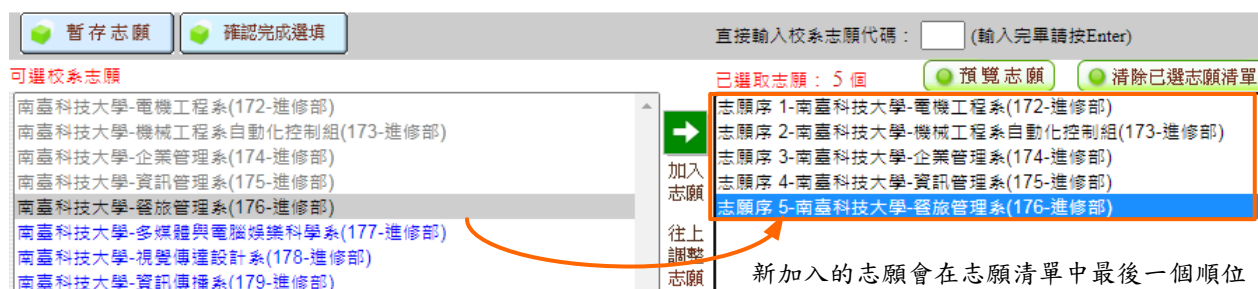 暫存志願 確認完成選填 直接輸入校系志願代碼： (輸入完畢請按Enter)
可選校系志願 已選取志願： 5 個 預覽志願 清除已選志願清單
南臺科技大學-電機工程系(172-進修部)
南臺科技大學-機械工程系自動化控制組(173-進修部)
南臺科技大學-企業管理系(174-進修部)
南臺科技大學-資訊管理系(175-進修部)
南臺科技大學-餐旅管理系(176-進修部)
南臺科技大學-多媒體與電腦娛樂科學系(177-進修部)
南臺科技大學-視覺傳達設計系(178-進修部)
南臺科技大學-資訊傳播系(179-進修部)
加入
志願
往上
調整
志願
志願序 1-南臺科技大學-電機工程系(172-進修部)
志願序 2-南臺科技大學-機械工程系自動化控制組(173-進修部)
志願序 3-南臺科技大學-企業管理系(174-進修部)
志願序 4-南臺科技大學-資訊管理系(175-進修部)
志願序 5-南臺科技大學-餐旅管理系(176-進修部)
新加入的志願會在志願清單中最後一個順位